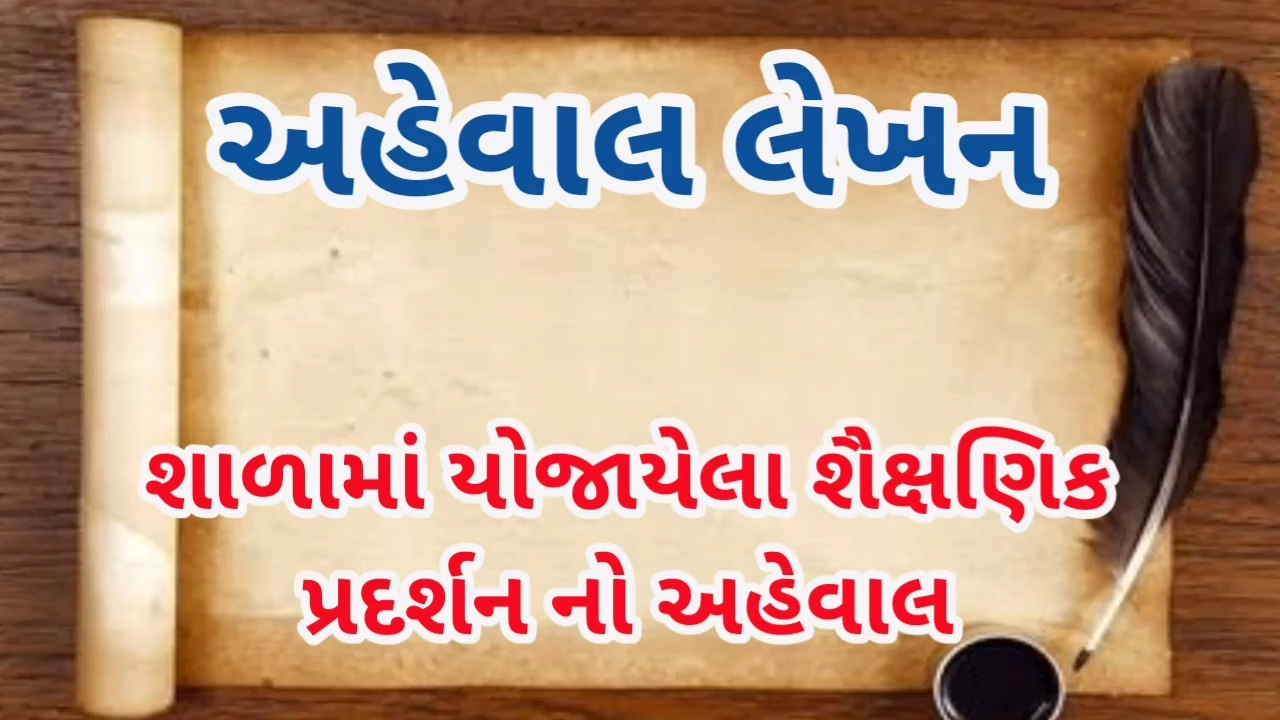 અહેવાલ લેખન
શાળામાં યોજાયેલા શૈક્ષણિક
પ્રદર્શન નો અહેવાલ